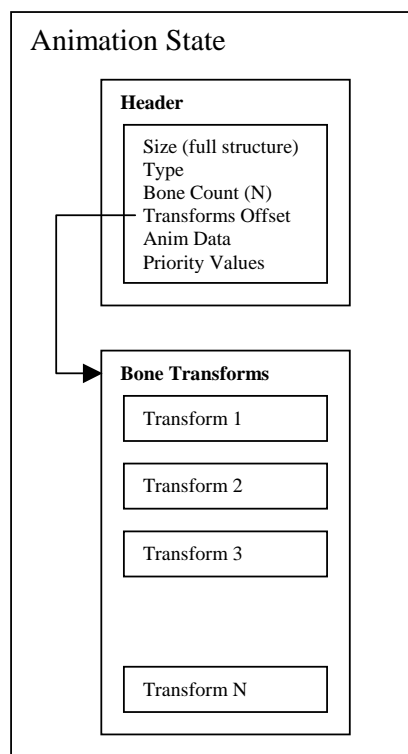 Animation State
Header
Size (full structure)
Type
Bone Count (N)
Transforms Offset
Anim Data
Priority Values
Bone Transforms
Transform 1
Transform 2
Transform 3
Transform N